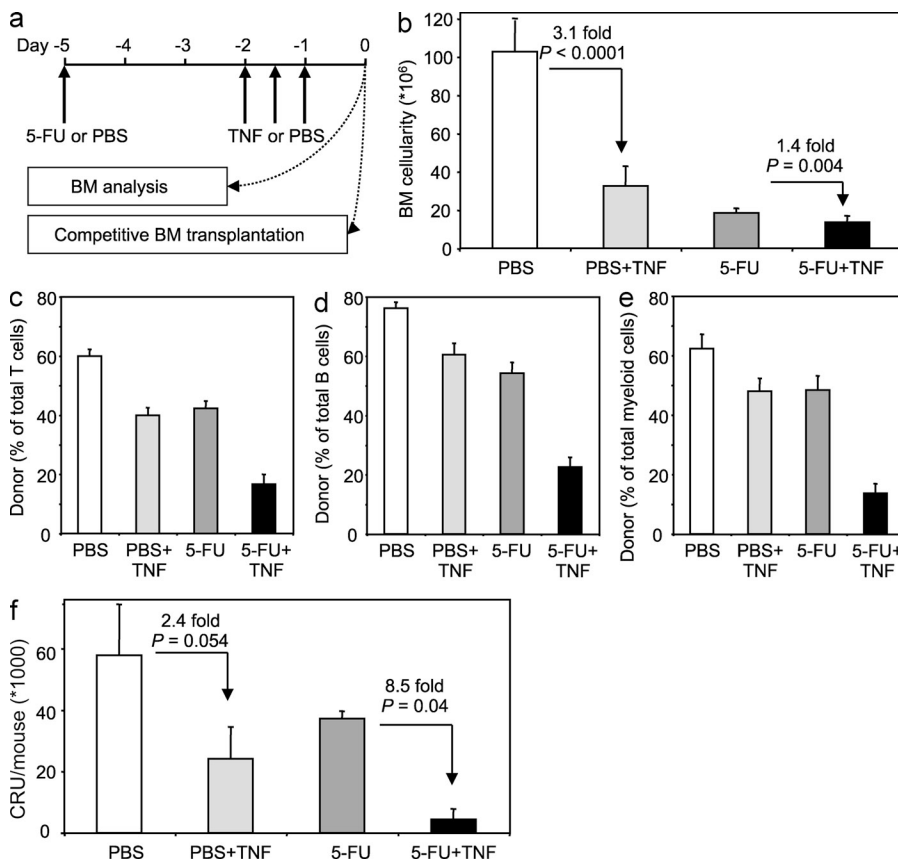 a
Day -5 -4 -3 -2 -1 0
5-FU or PBS
TNF or PBS
BM analysis
Competitive BM transplantation
b
BM cellularity (*10⁶)
120
100
80
60
40
20
0
3.1 fold
P < 0.0001
1.4 fold
P = 0.004
PBS PBS+TNF 5-FU 5-FU+TNF
c
Donor (% of total T cells)
80
60
40
20
0
PBS PBS+ 5-FU 5-FU+
TNF TNF
d
Donor (% of total B cells)
80
60
40
20
0
PBS PBS+ 5-FU 5-FU+
TNF TNF
e
Donor (% of total myeloid cells)
80
60
40
20
0
PBS PBS+ 5-FU 5-FU+
TNF TNF
f
CRU/mouse (*1000)
60
40
20
0
2.4 fold
P = 0.054
8.5 fold
P = 0.04
PBS PBS+TNF 5-FU 5-FU+TNF